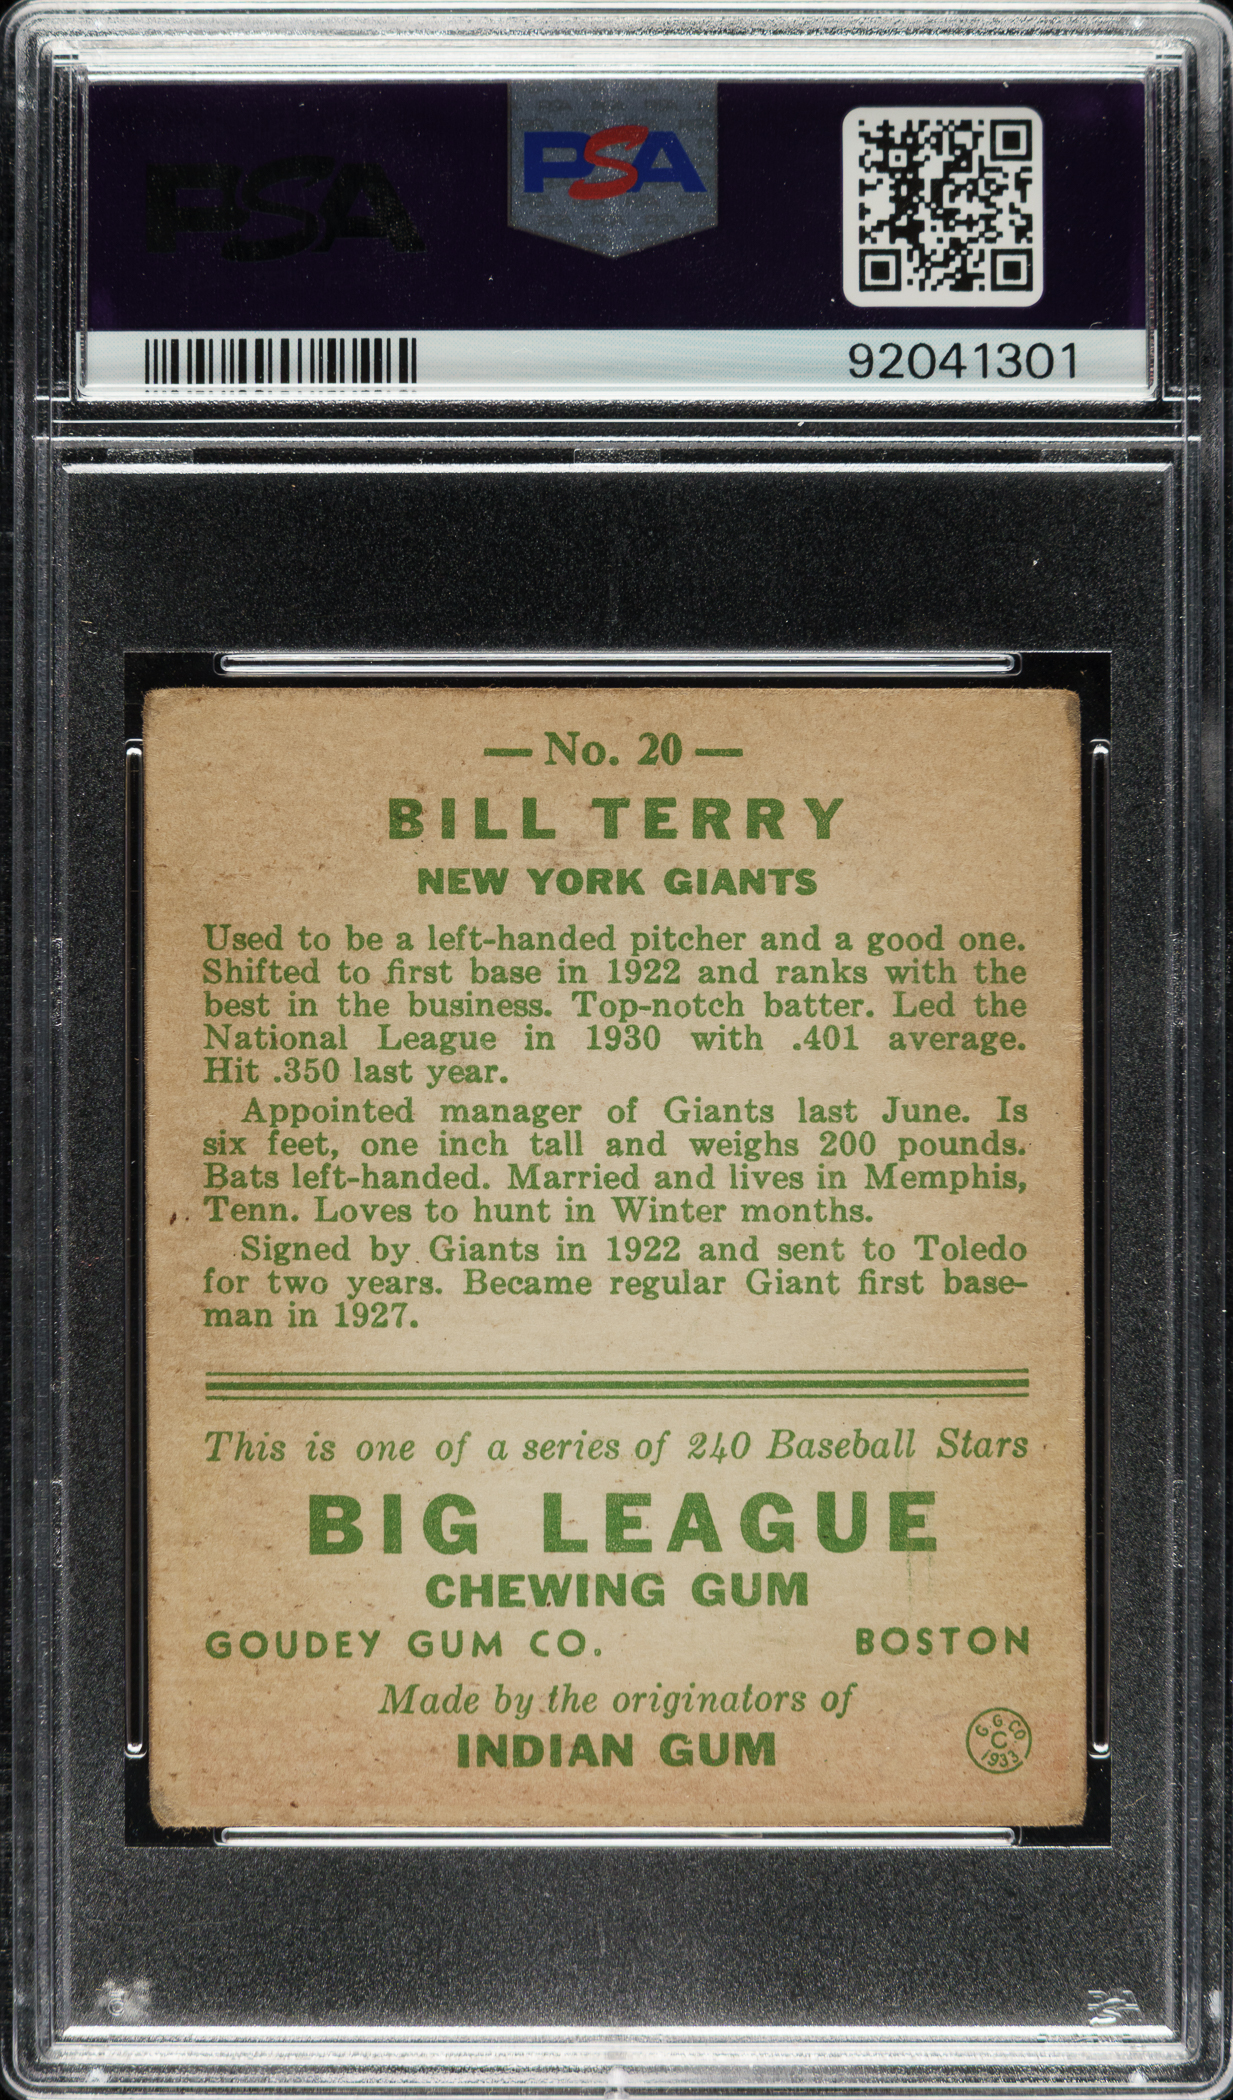 PSA
PSA
92041301
— No. 20 —
BILL TERRY
NEW YORK GIANTS
Used to be a left-handed pitcher and a good one.
Shifted to first base in 1922 and ranks with the
best in the business. Top-notch batter. Led the
National League in 1930 with .401 average.
Hit .350 last year.
Appointed manager of Giants last June. Is
six feet, one inch tall and weighs 200 pounds.
Bats left-handed. Married and lives in Memphis,
Tenn. Loves to hunt in Winter months.
Signed by Giants in 1922 and sent to Toledo
for two years. Became regular Giant first base-
man in 1927.
This is one of a series of 240 Baseball Stars
BIG LEAGUE
CHEWING GUM
GOUDEY GUM CO. BOSTON
Made by the originators of
INDIAN GUM
G G CO
C
1933
PSA